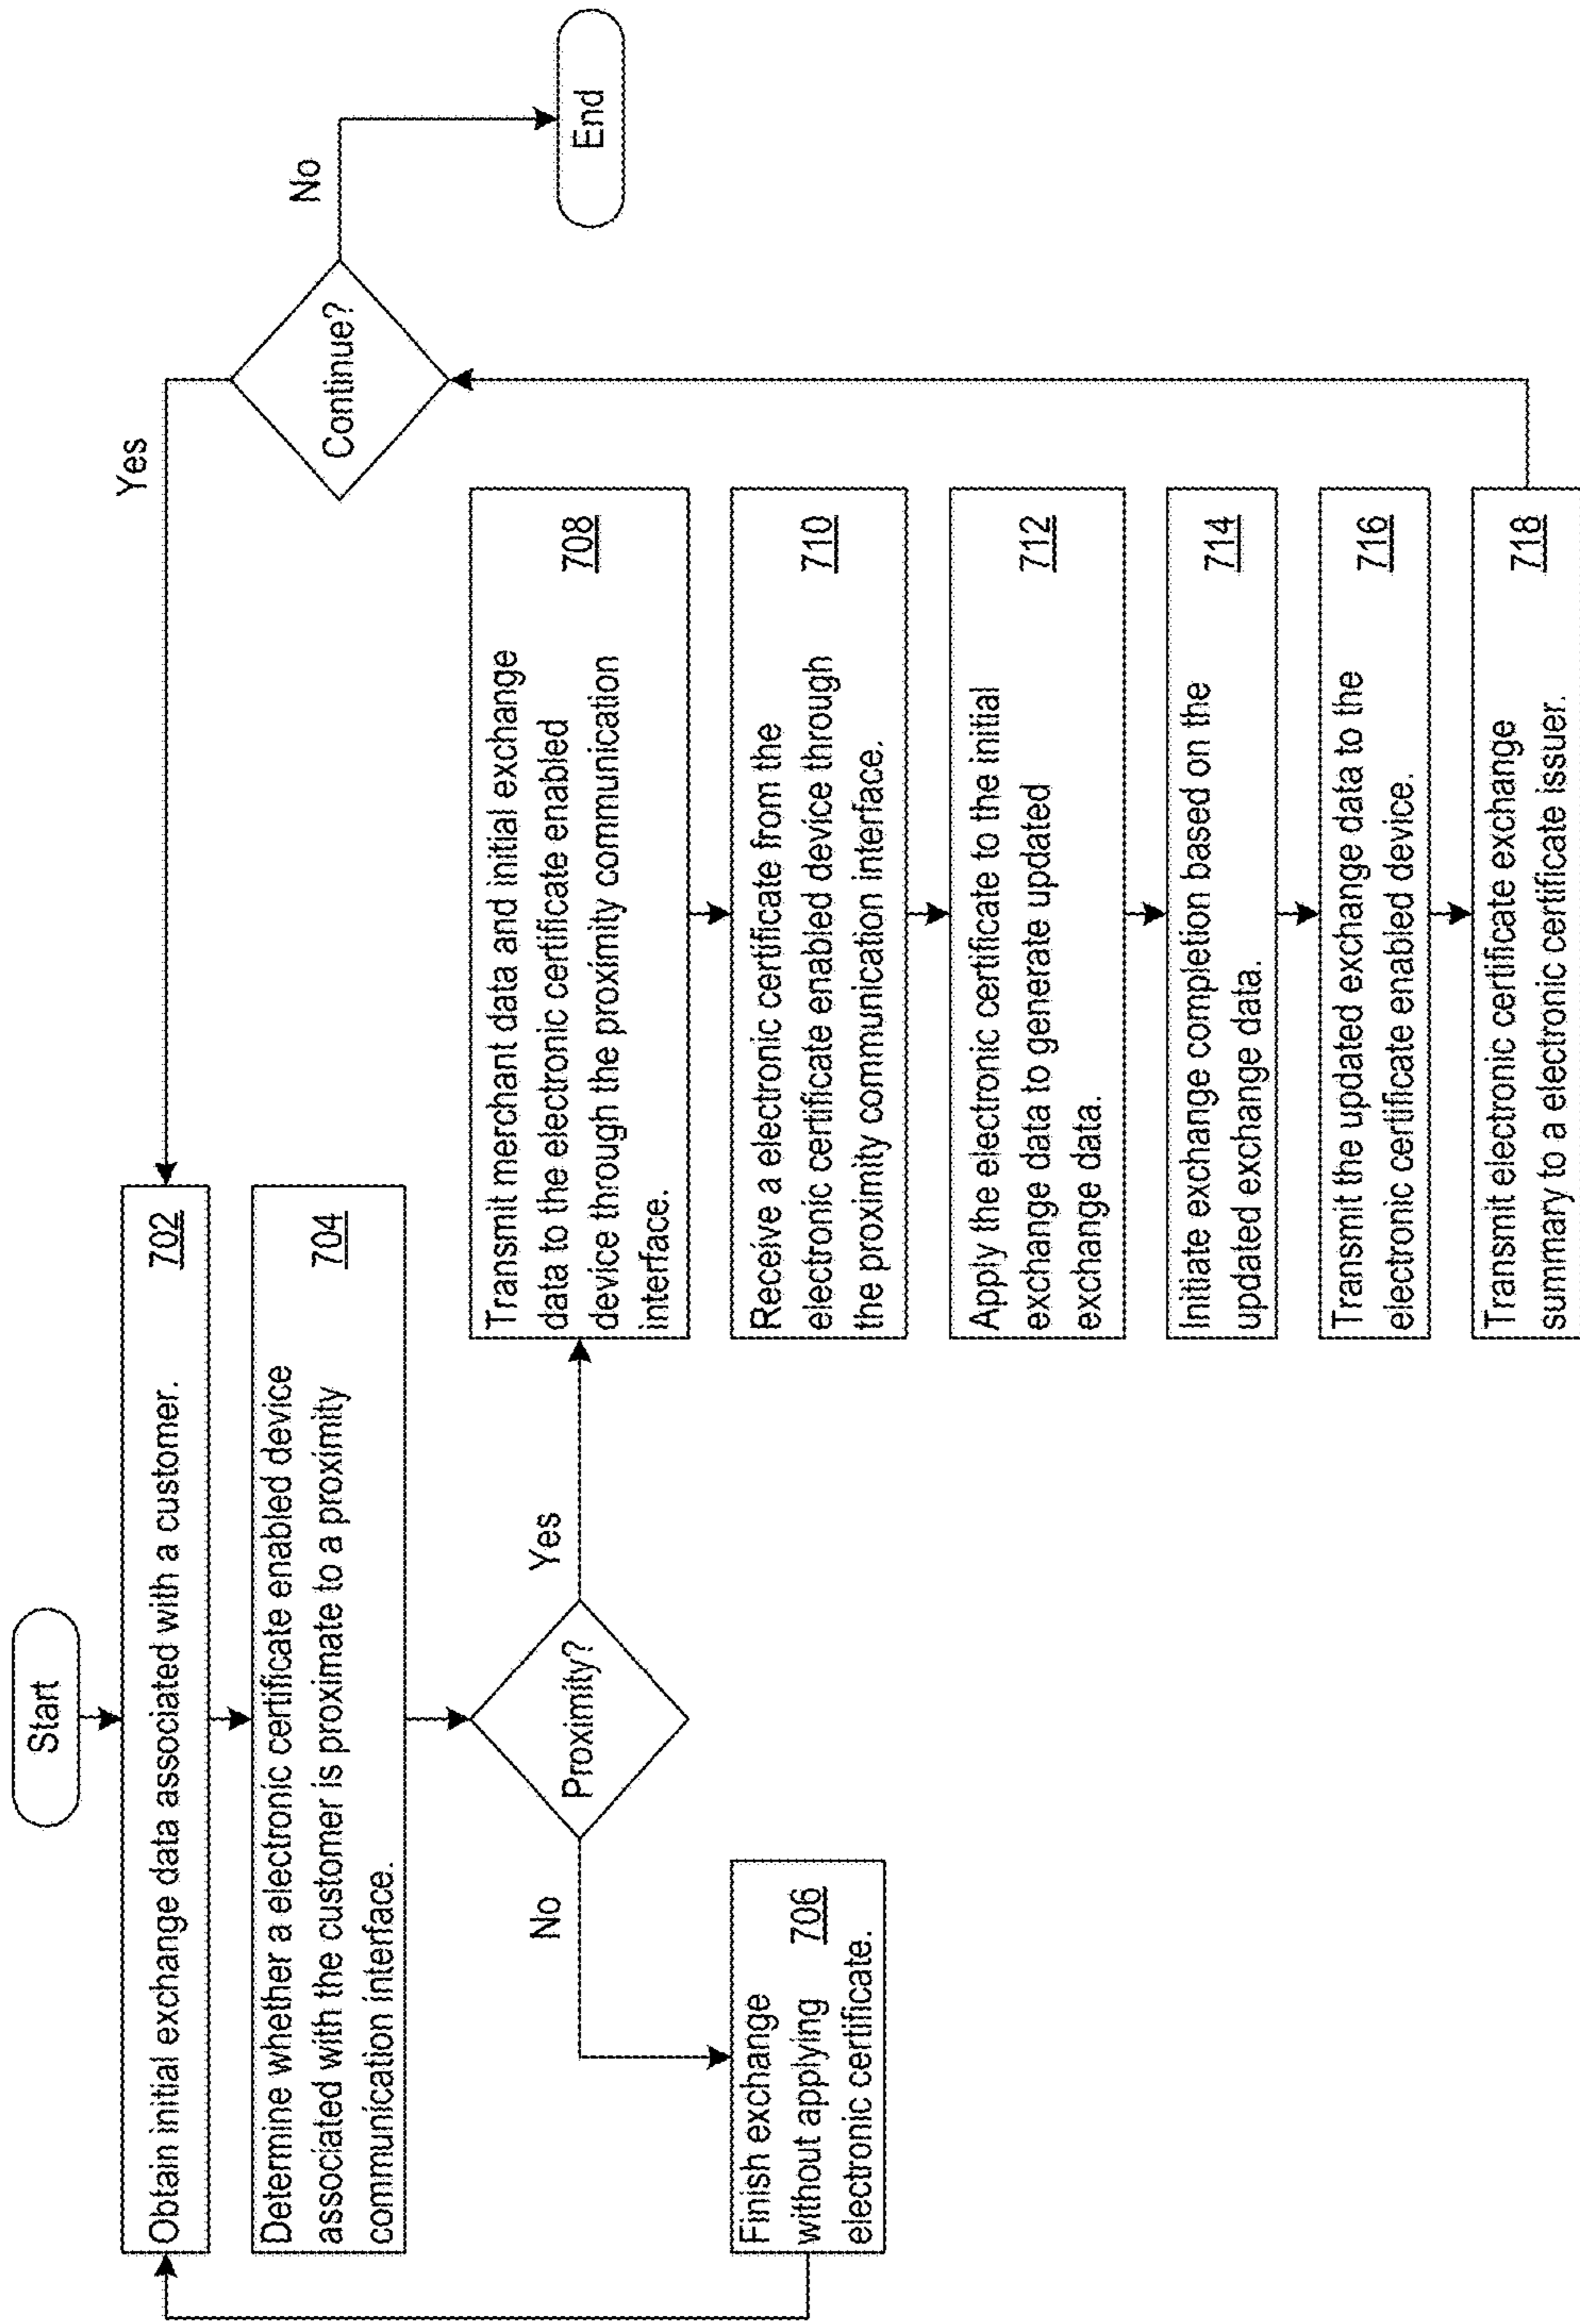 Start
Obtain initial exchange data associated with a customer. 702
Determine whether a electronic certificate enabled device
associated with the customer is proximate to a proximity 704
communication interface.
Proximity?
No
Yes
Finish exchange
without applying 706
electronic certificate.
Transmit merchant data and initial exchange
data to the electronic certificate enabled 708
device through the proximity communication
interface.
Receive a electronic certificate from the
electronic certificate enabled device through 710
the proximity communication interface.
Apply the electronic certificate to the initial
exchange data to generate updated 712
exchange data.
Initiate exchange completion based on the 714
updated exchange data.
Transmit the updated exchange data to the 716
electronic certificate enabled device.
Transmit electronic certificate exchange 718
summary to a electronic certificate issuer.
Continue?
Yes
No
End